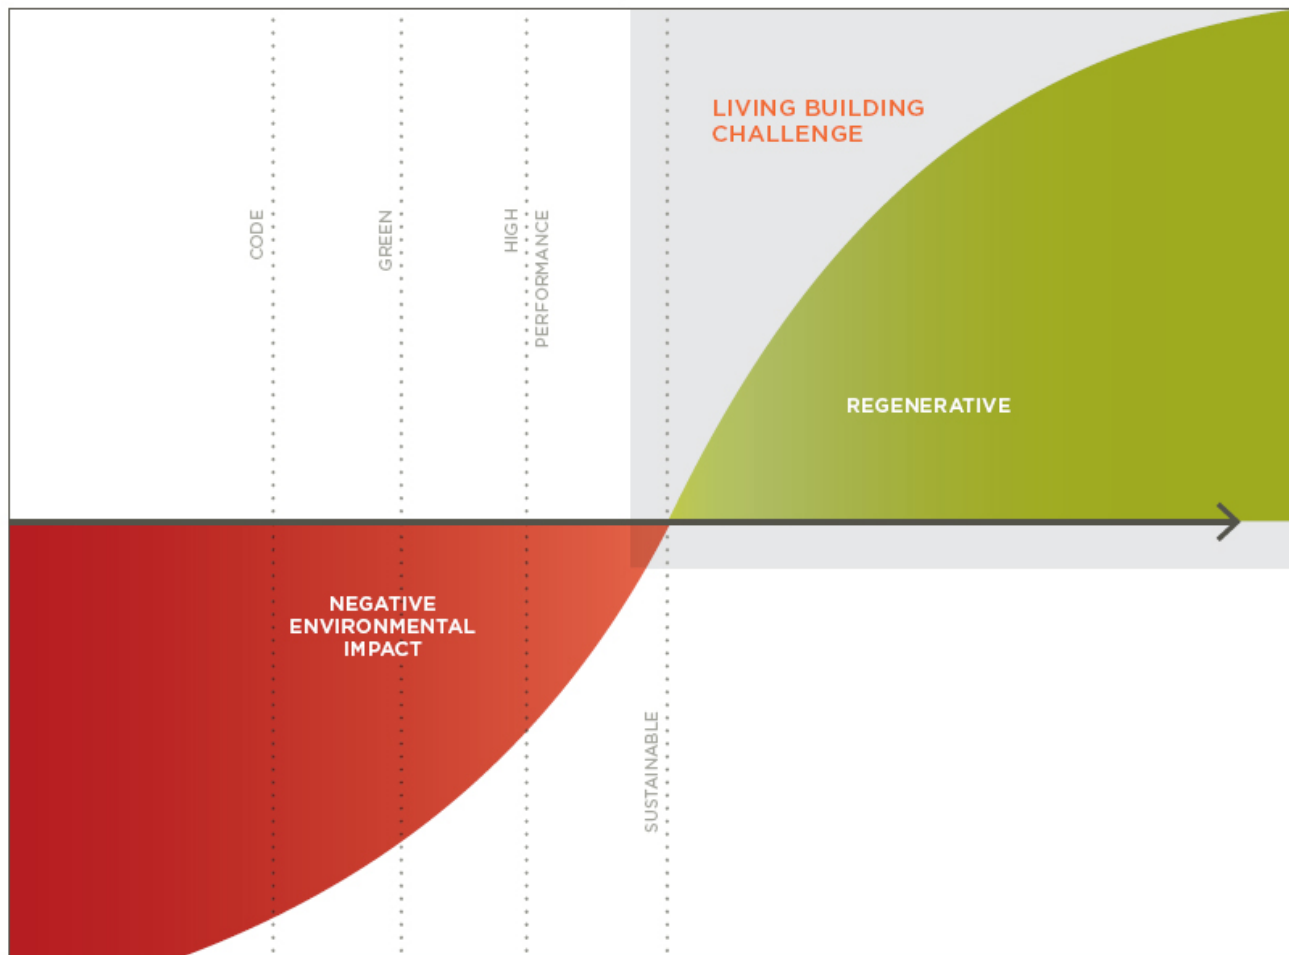 LIVING BUILDING
CHALLENGE
CODE
GREEN
HIGH
PERFORMANCE
REGENERATIVE
NEGATIVE
ENVIRONMENTAL
IMPACT
SUSTAINABLE